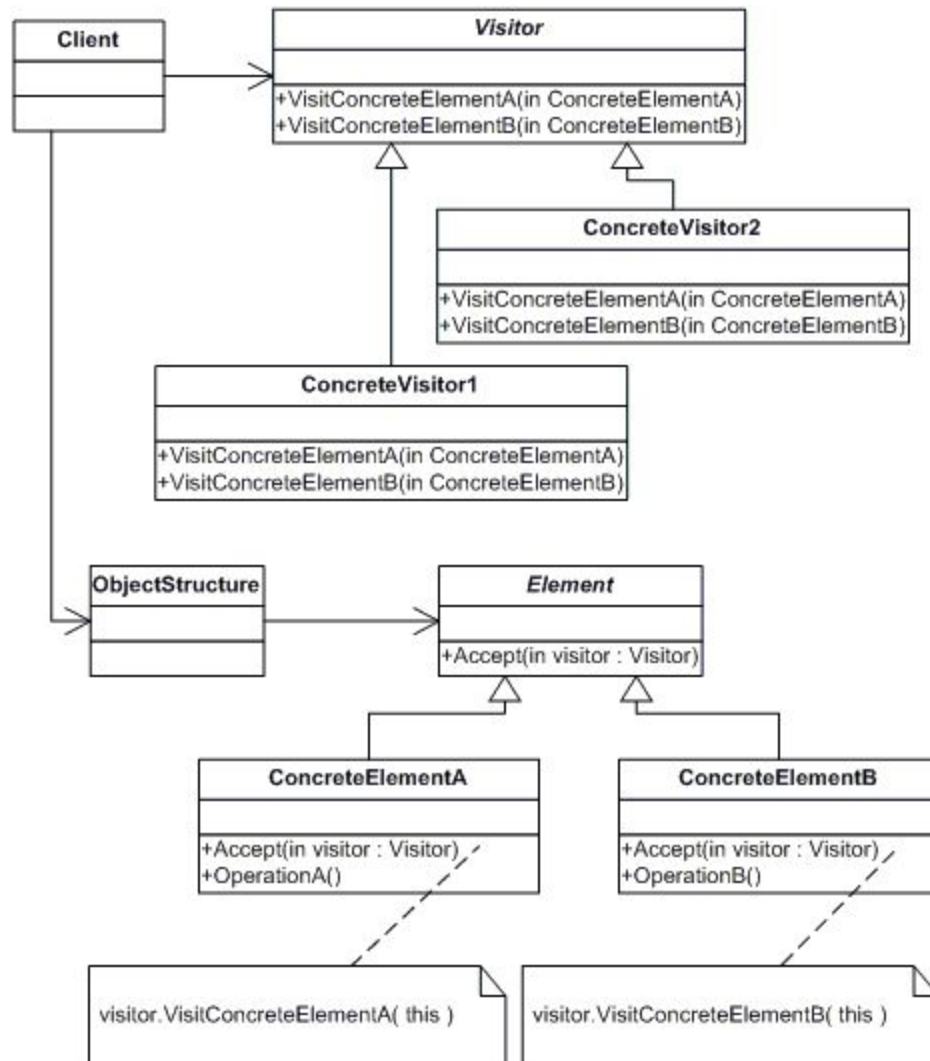 Client
Visitor
+VisitConcreteElementA(in ConcreteElementA)
+VisitConcreteElementB(in ConcreteElementB)
ConcreteVisitor2
+VisitConcreteElementA(in ConcreteElementA)
+VisitConcreteElementB(in ConcreteElementB)
ConcreteVisitor1
+VisitConcreteElementA(in ConcreteElementA)
+VisitConcreteElementB(in ConcreteElementB)
ObjectStructure
Element
+Accept(in visitor : Visitor)
ConcreteElementA
+Accept(in visitor : Visitor)
+OperationA()
ConcreteElementB
+Accept(in visitor : Visitor)
+OperationB()
visitor.VisitConcreteElementA( this )
visitor.VisitConcreteElementB( this )